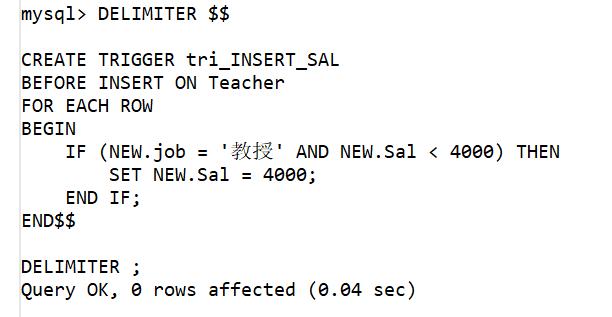 mysql> DELIMITER $$
CREATE TRIGGER tri_INSERT_SAL
BEFORE INSERT ON Teacher
FOR EACH ROW
BEGIN
    IF (NEW.job = '教授' AND NEW.Sal < 4000) THEN
        SET NEW.Sal = 4000;
    END IF;
END$$
DELIMITER ;
Query OK, 0 rows affected (0.04 sec)